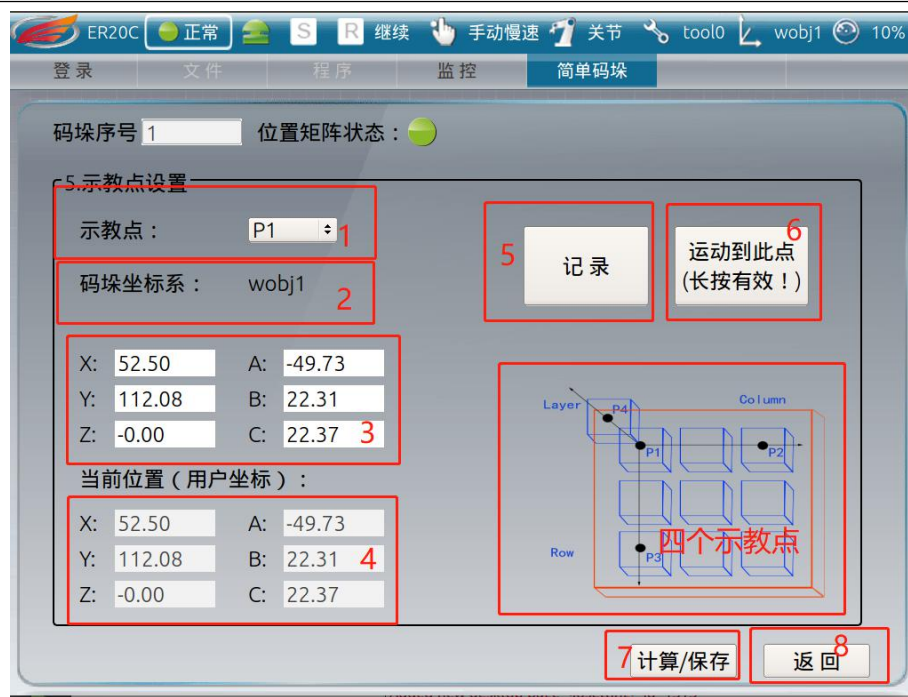 ER20C 正常 S R 继续 手动慢速 关节 tool0 wobj1 10%
登录 文件 程序 监控 简单码垛
码垛序号 1 位置矩阵状态：
5.示教点设置
示教点： P1 1
码垛坐标系： wobj1 2
5 记录
6 运动到此点
(长按有效！)
X: 52.50 A: -49.73
Y: 112.08 B: 22.31
Z: -0.00 C: 22.37 3
当前位置（用户坐标）：
X: 52.50 A: -49.73
Y: 112.08 B: 22.31 4
Z: -0.00 C: 22.37
Layer P4 Column
P1 P2
Row P3 四个示教点
7 计算/保存 8 返回